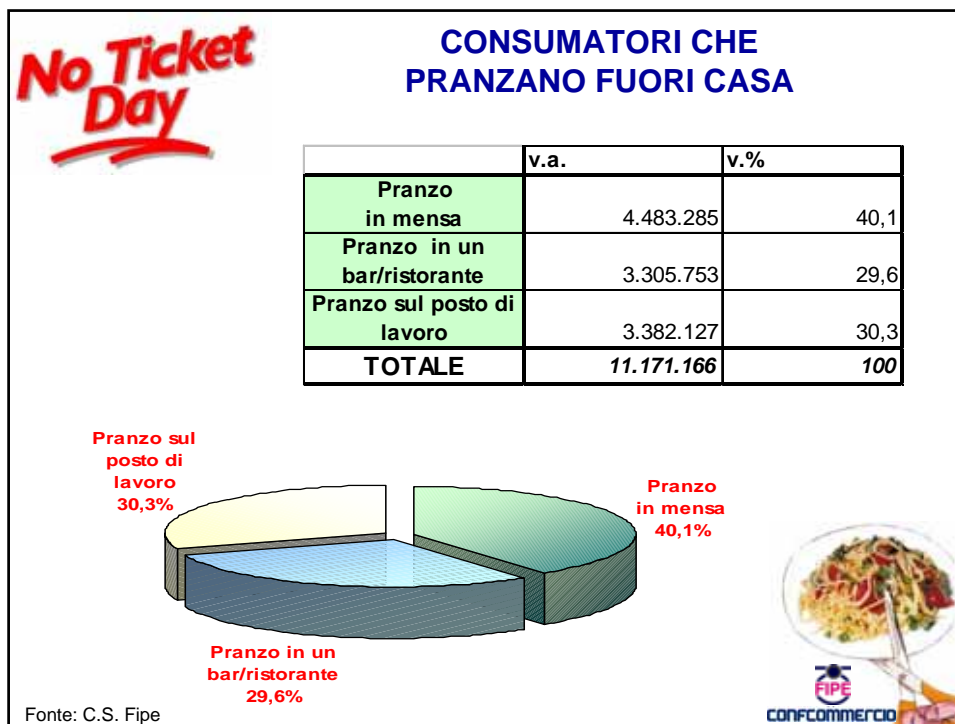 No Ticket
Day
CONSUMATORI CHE
PRANZANO FUORI CASA
v.a. v.%
Pranzo
in mensa 4.483.285 40,1
Pranzo in un
bar/ristorante 3.305.753 29,6
Pranzo sul posto di
lavoro 3.382.127 30,3
TOTALE 11.171.166 100
Pranzo sul
posto di
lavoro
30,3%
Pranzo
in mensa
40,1%
Pranzo in un
bar/ristorante
29,6%
FIPE
CONFCOMMERCIO
Fonte: C.S. Fipe